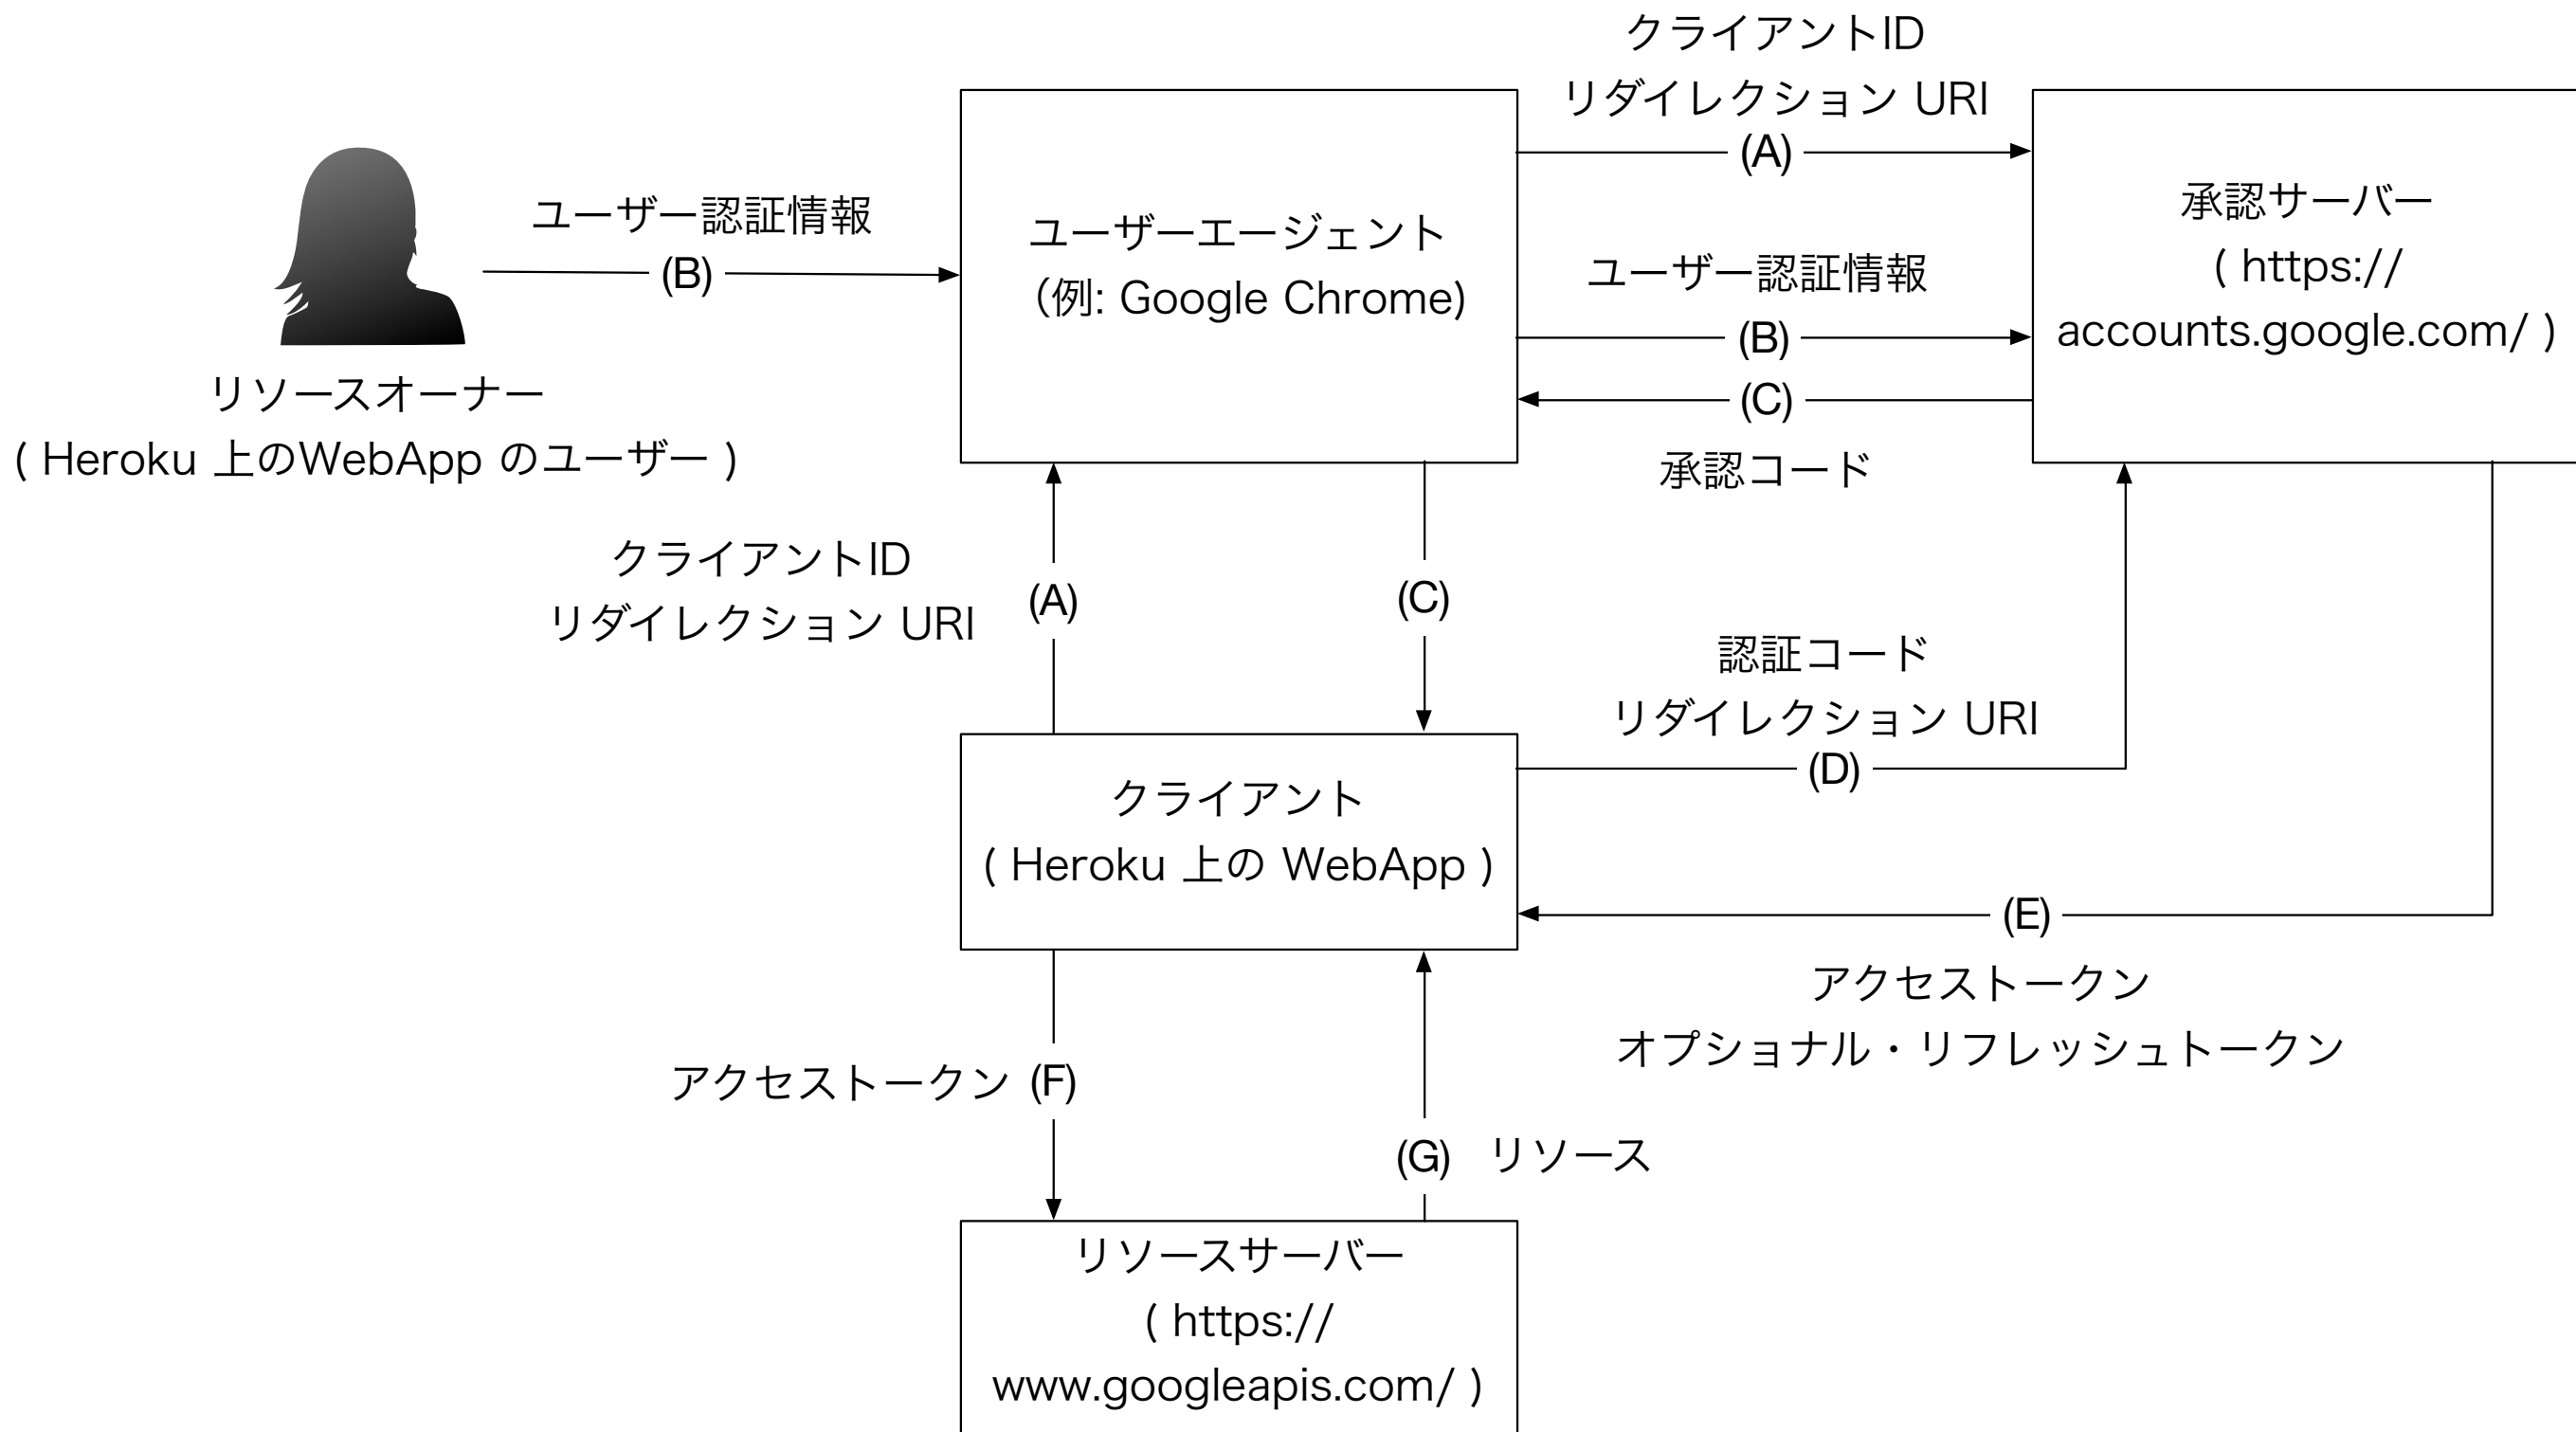 クライアントID
リダイレクション URI
(A)
ユーザー認証情報
(B)
リソースオーナー
( Heroku 上のWebApp のユーザー )
ユーザーエージェント
（例: Google Chrome)
ユーザー認証情報
(B)
(C)
承認コード
承認サーバー
( https://
accounts.google.com/ )
クライアントID
リダイレクション URI
(A)
(C)
認証コード
リダイレクション URI
(D)
クライアント
( Heroku 上の WebApp )
(E)
アクセストークン
オプショナル・リフレッシュトークン
アクセストークン (F)
(G) リソース
リソースサーバー
( https://
www.googleapis.com/ )